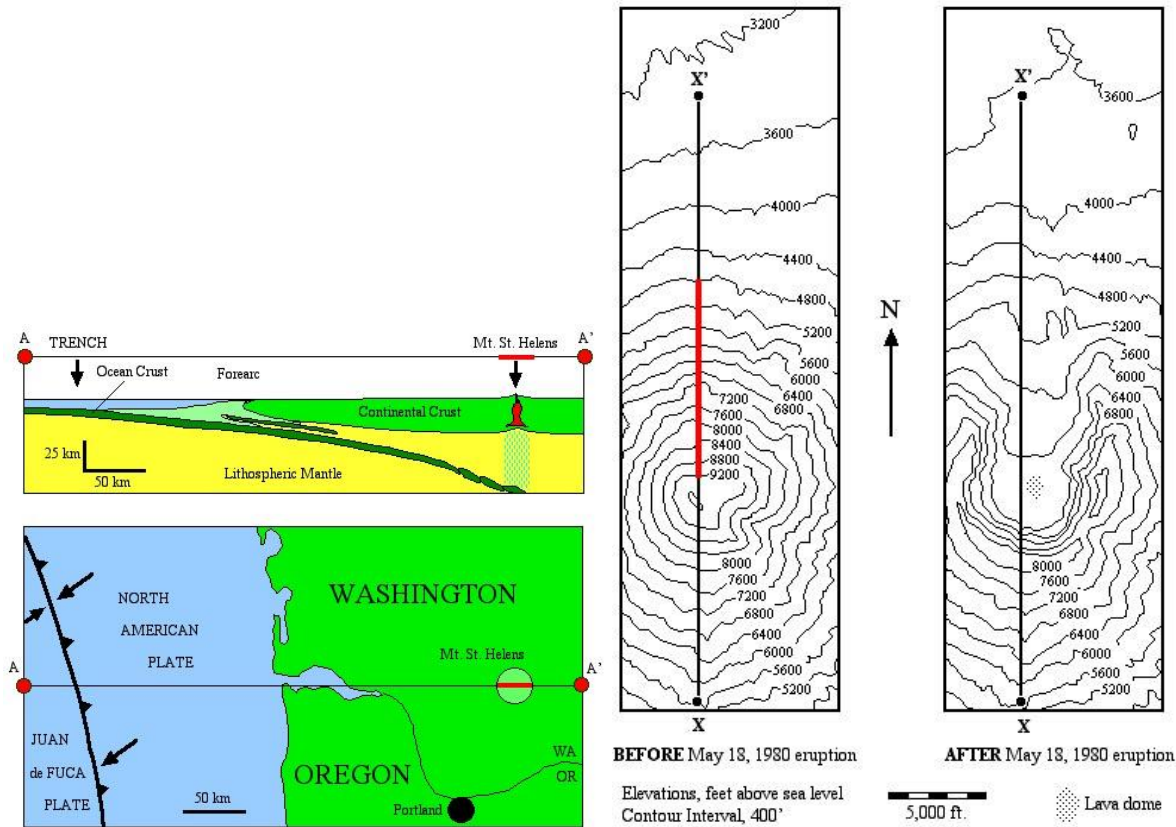 A
TRENCH
Mt. St. Helens
A'
Ocean Crust
Forearc
Continental Crust
25 km
50 km
Lithospheric Mantle
NORTH
AMERICAN
PLATE
WASHINGTON
Mt. St. Helens
A
A'
JUAN
de FUCA
PLATE
50 km
OREGON
Portland
WA
OR
3200
X'
3600
4000
4400
4800
5200
5600
6000
6400
6800
7200
7600
8000
8400
8800
9200
8000
7600
7200
6800
6400
6000
5600
5200
X
BEFORE May 18, 1980 eruption
Elevations, feet above sea level
Contour Interval, 400'
N
5,000 ft.
X'
3600
4000
4400
4800
5200
5600
6000
6400
6800
8000
7600
7200
6800
6400
6000
5600
5200
X
AFTER May 18, 1980 eruption
Lava dome